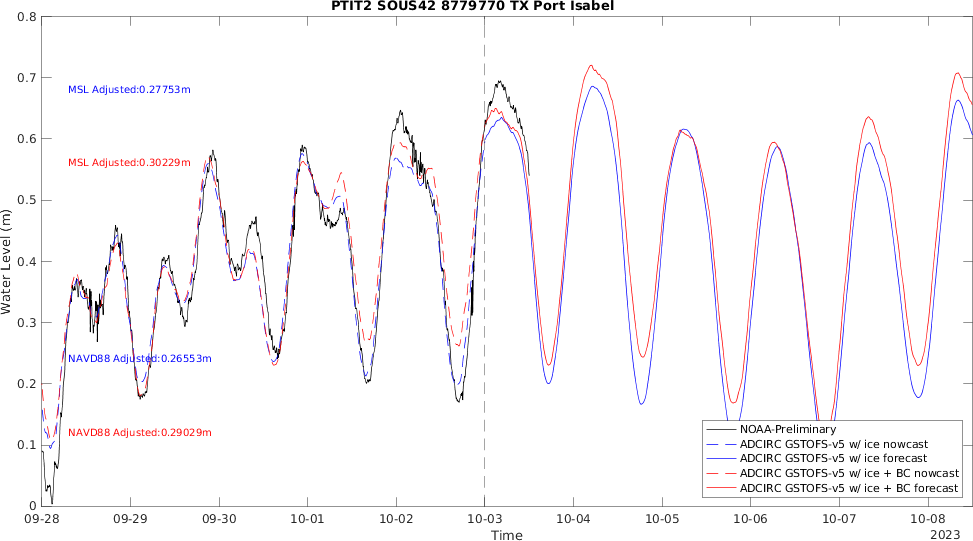 PTIT2 SOUS42 8779770 TX Port Isabel
0.8
0.7
0.6
0.5
0.4
0.3
0.2
0.1
0
Water Level (m)
MSL Adjusted:0.27753m
MSL Adjusted:0.30229m
NAVD88 Adjusted:0.26553m
NAVD88 Adjusted:0.29029m
NOAA-Preliminary
ADCIRC GSTOFS-v5 w/ ice nowcast
ADCIRC GSTOFS-v5 w/ ice forecast
ADCIRC GSTOFS-v5 w/ ice + BC nowcast
ADCIRC GSTOFS-v5 w/ ice + BC forecast
09-28 09-29 09-30 10-01 10-02 10-03 10-04 10-05 10-06 10-07 10-08
Time
2023